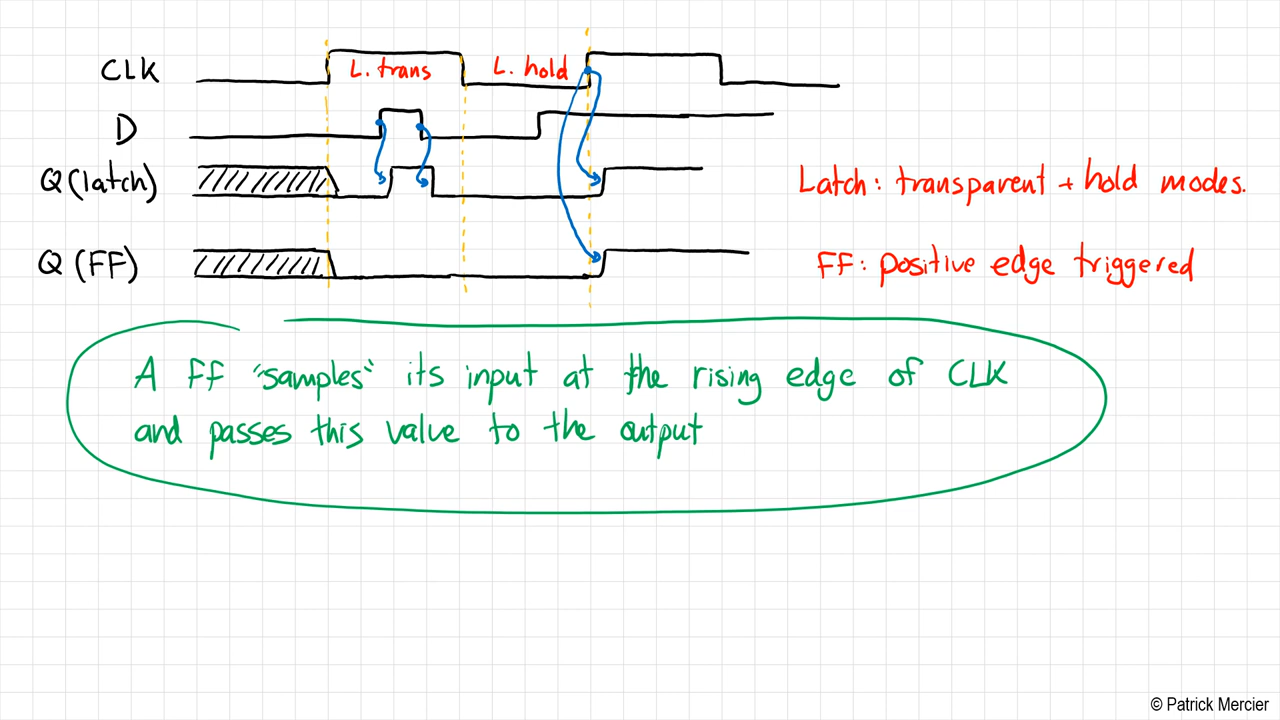 CLK
L. trans
L. hold
D
Q (latch)
Latch: transparent + hold modes.
Q (FF)
FF: positive edge triggered
A FF "samples" its input at the rising edge of CLK
and passes this value to the output
© Patrick Mercier